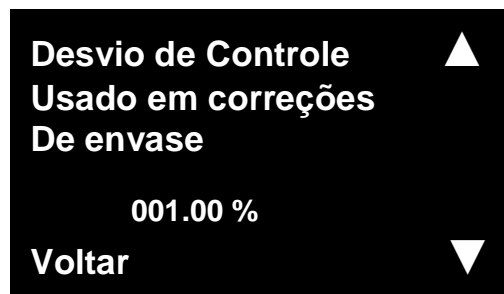 Desvio de Controle
Usado em correções
De envase
001.00 %
Voltar